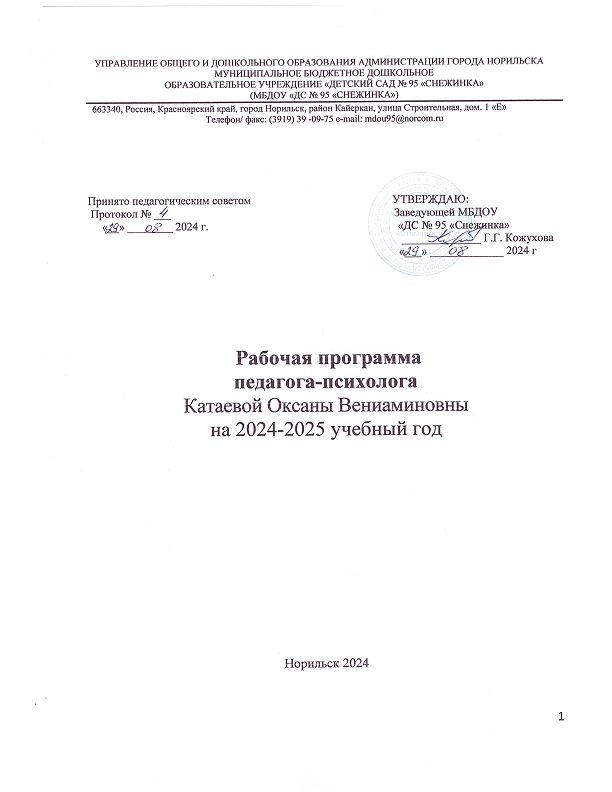 УПРАВЛЕНИЕ ОБЩЕГО И ДОШКОЛЬНОГО ОБРАЗОВАНИЯ АДМИНИСТРАЦИИ ГОРОДА НОРИЛЬСКА
МУНИЦИПАЛЬНОЕ БЮДЖЕТНОЕ ДОШКОЛЬНОЕ
ОБРАЗОВАТЕЛЬНОЕ УЧРЕЖДЕНИЕ «ДЕТСКИЙ САД № 95 «СНЕЖИНКА»
(МБДОУ «ДС № 95 «СНЕЖИНКА»)
663340, Россия, Красноярский край, город Норильск, район Кайеркан, улица Строительная, дом. 1 «Е»
Телефон/ факс: (3919) 39 -09-75 e-mail: mdou95@norcom.ru
Принято педагогическим советом
Протокол № 4
«29» 08 2024 г.
УТВЕРЖДАЮ:
Заведующей МБДОУ
«ДС № 95 «Снежинка»
Г.Г. Кожухова
«29» 08 2024 г
Рабочая программа
педагога-психолога
Катаевой Оксаны Вениаминовны
на 2024-2025 учебный год
Норильск 2024
1